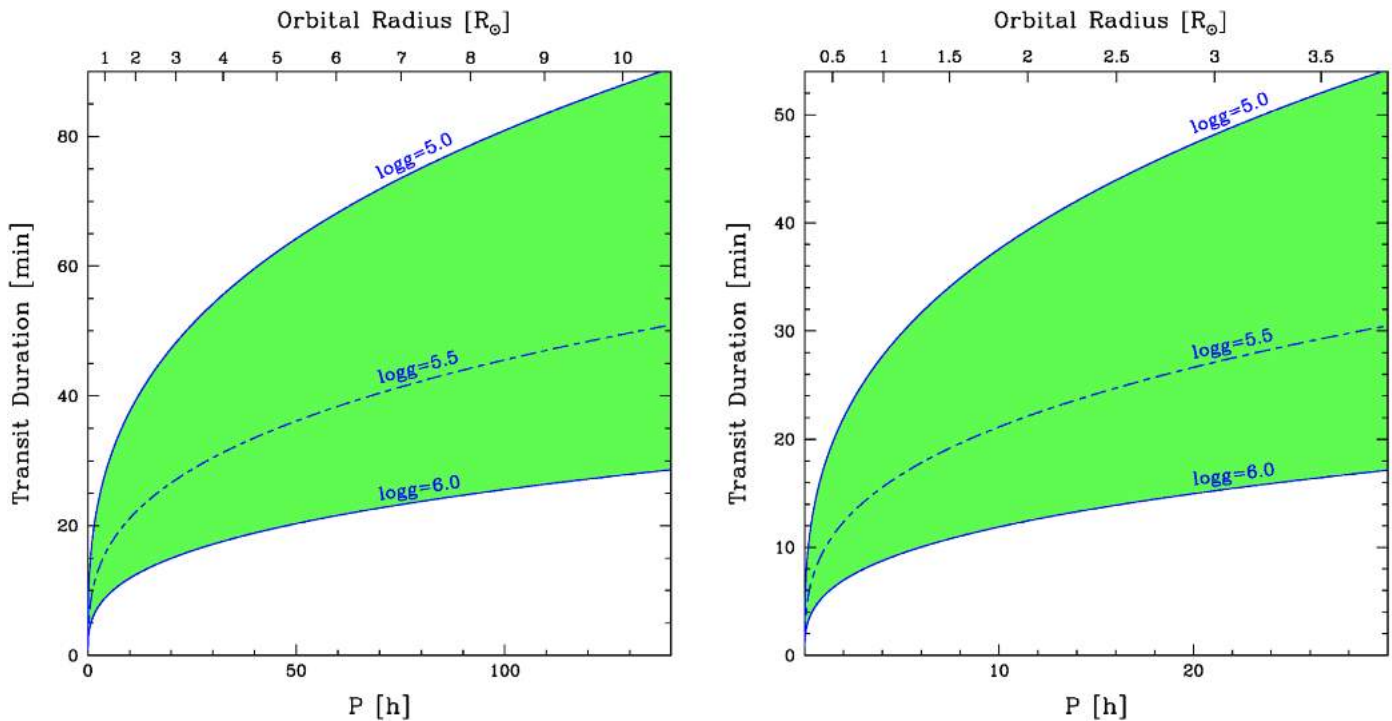 Orbital Radius [R☉]
1 2 3 4 5 6 7 8 9 10
80
60
40
20
0
Transit Duration [min]
logg=5.0
logg=5.5
logg=6.0
0 50 100
P [h]
Orbital Radius [R☉]
0.5 1 1.5 2 2.5 3 3.5
50
40
30
20
10
0
Transit Duration [min]
logg=5.0
logg=5.5
logg=6.0
10 20
P [h]